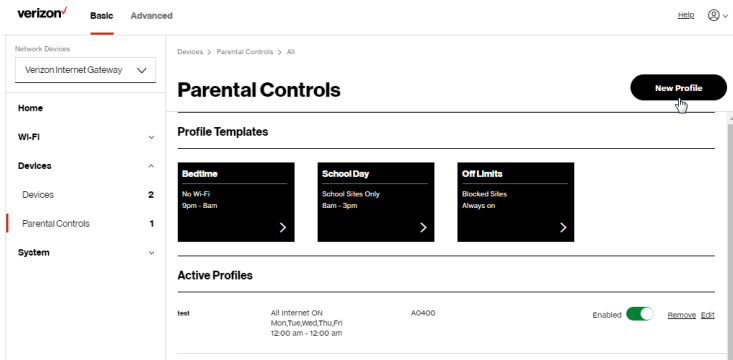 verizon
Basic
Advanced
Help
Network Devices
Verizon Internet Gateway
Home
Wi-Fi
Devices
Devices 2
Parental Controls 1
System
Devices > Parental Controls > All
Parental Controls
New Profile
Profile Templates
Bedtime
No Wi-Fi
9pm - 8am
School Day
School Sites Only
8am - 3pm
Off Limits
Blocked Sites
Always on
Active Profiles
test
All Internet ON
Mon,Tue,Wed,Thu,Fri
12:00 am - 12:00 am
A0400
Enabled
Remove Edit